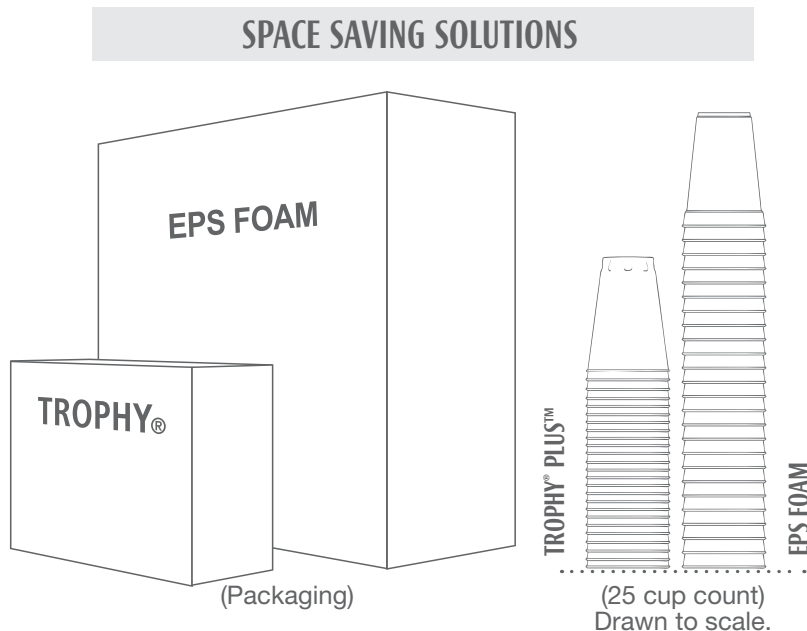 SPACE SAVING SOLUTIONS
EPS FOAM
TROPHY®
(Packaging)
TROPHY® PLUS™
EPS FOAM
(25 cup count)
Drawn to scale.